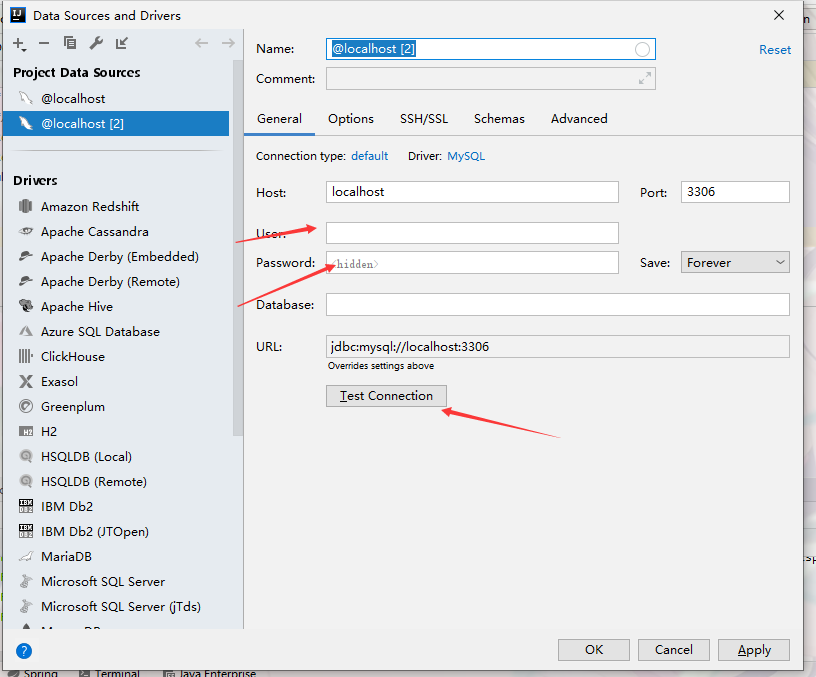 Data Sources and Drivers
Name:
@localhost [2]
Reset
Comment:
Project Data Sources
@localhost
@localhost [2]
General
Options
SSH/SSL
Schemas
Advanced
Connection type: default
Driver: MySQL
Host:
localhost
Port:
3306
User:
Password:
<hidden>
Save:
Forever
Database:
URL:
jdbc:mysql://localhost:3306
Overrides settings above
Test Connection
Drivers
Amazon Redshift
Apache Cassandra
Apache Derby (Embedded)
Apache Derby (Remote)
Apache Hive
Azure SQL Database
ClickHouse
Exasol
Greenplum
H2
HSQLDB (Local)
HSQLDB (Remote)
IBM Db2
IBM Db2 (JTOpen)
MariaDB
Microsoft SQL Server
Microsoft SQL Server (jTds)
OK
Cancel
Apply
Spring
Terminal
Java Enterprise